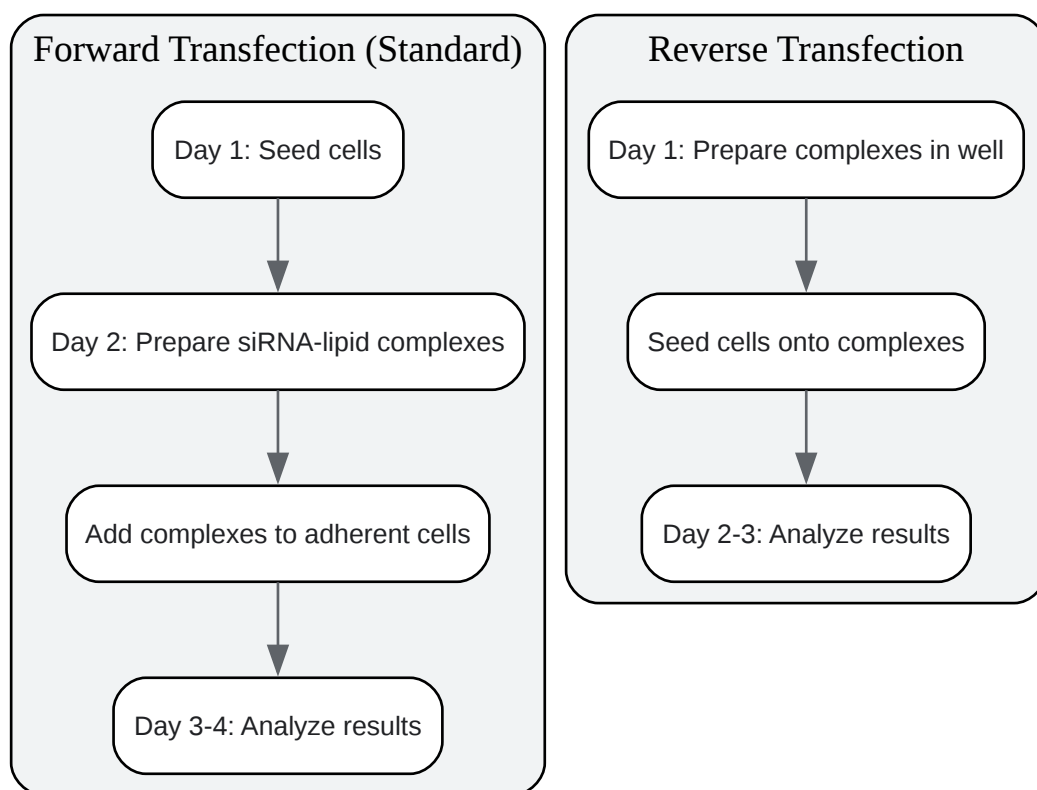 Forward Transfection (Standard)
Day 1: Seed cells
Day 2: Prepare siRNA-lipid complexes
Add complexes to adherent cells
Day 3-4: Analyze results
Reverse Transfection
Day 1: Prepare complexes in well
Seed cells onto complexes
Day 2-3: Analyze results